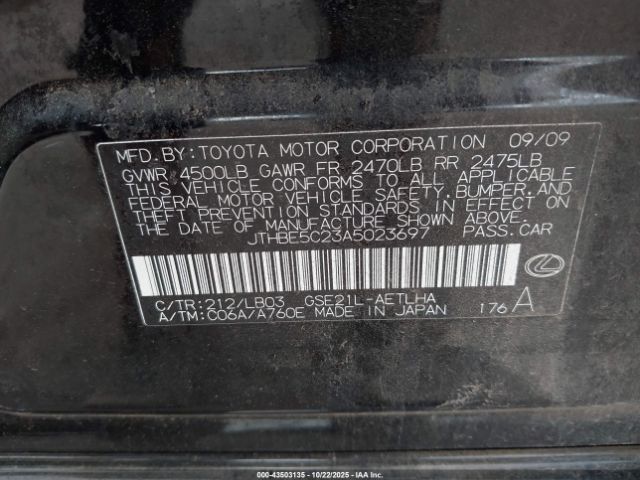 MFD.BY:TOYOTA MOTOR CORPORATION 09/09
GVWR 4500LB GAWR FR 2470LB RR 2475LB
THIS VEHICLE CONFORMS TO ALL APPLICABLE
FEDERAL MOTOR VEHICLE SAFETY, BUMPER, AND
THEFT PREVENTION STANDARDS IN EFFECT ON
THE DATE OF MANUFACTURE SHOWN ABOVE.
JTHBE5C23A5023697 PASS.CAR
C/TR:212/LB03 GSE21L-AETLHA
A/TM:C06A/A760E MADE IN JAPAN 176 A
000-43503135 - 10/22/2025 - IAA Inc.